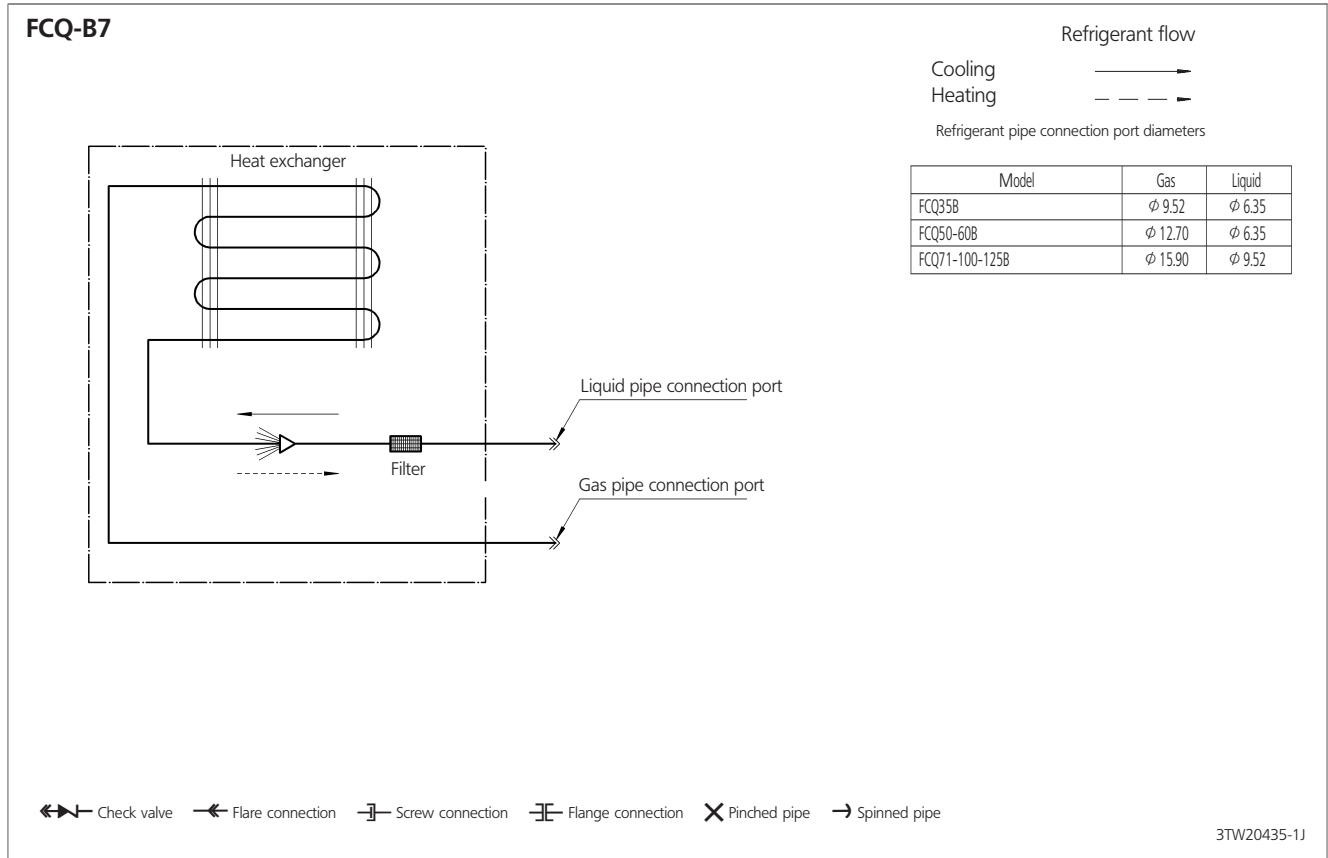 FCQ-B7
Refrigerant flow
Cooling
Heating
Refrigerant pipe connection port diameters
Model Gas Liquid
FCQ35B ϕ 9.52 ϕ 6.35
FCQ50-60B ϕ 12.70 ϕ 6.35
FCQ71-100-125B ϕ 15.90 ϕ 9.52
Heat exchanger
Liquid pipe connection port
Filter
Gas pipe connection port
Check valve Flare connection Screw connection Flange connection Pinched pipe Spinned pipe
3TW20435-1J